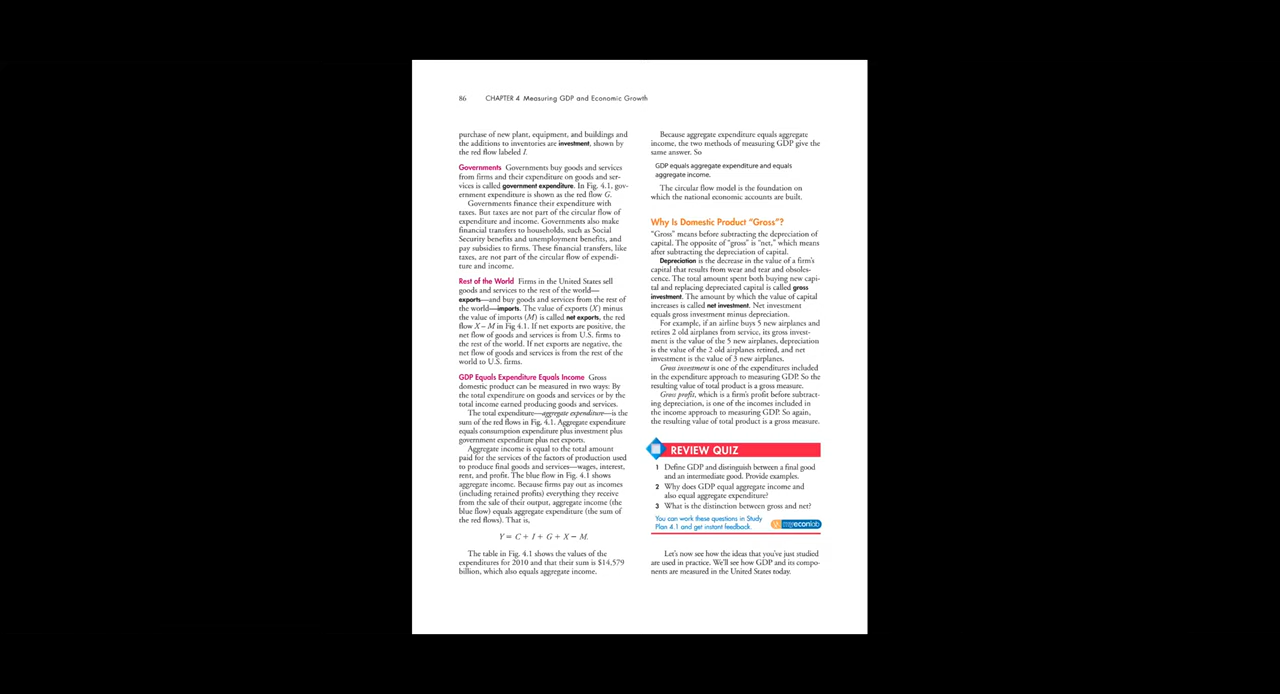 86 CHAPTER 4 Measuring GDP and Economic Growth
purchase of new plant, equipment, and buildings and
the additions to inventories are investment, shown by
the red flow labeled I.
Governments Governments buy goods and services
from firms and their expenditure on goods and ser-
vices is called government expenditure. In Fig. 4.1, gov-
ernment expenditure is shown as the red flow G.
Governments finance their expenditure with
taxes. But taxes are not part of the circular flow of
expenditure and income. Governments also make
financial transfers to households, such as Social
Security benefits and unemployment benefits, and
pay subsidies to firms. These financial transfers, like
taxes, are not part of the circular flow of expendi-
ture and income.
Rest of the World Firms in the United States sell
goods and services to the rest of the world—
exports—and buy goods and services from the rest of
the world—imports. The value of exports (X) minus
the value of imports (M) is called net exports, the red
flow X – M in Fig 4.1. If net exports are positive, the
net flow of goods and services is from U.S. firms to
the rest of the world. If net exports are negative, the
net flow of goods and services is from the rest of the
world to U.S. firms.
GDP Equals Expenditure Equals Income Gross
domestic product can be measured in two ways: By
the total expenditure on goods and services or by the
total income earned producing goods and services.
The total expenditure—aggregate expenditure—is the
sum of the red flows in Fig. 4.1. Aggregate expenditure
equals consumption expenditure plus investment plus
government expenditure plus net exports.
Aggregate income is equal to the total amount
paid for the services of the factors of production used
to produce final goods and services—wages, interest,
rent, and profit. The blue flow in Fig. 4.1 shows
aggregate income. Because firms pay out as incomes
(including retained profits) everything they receive
from the sale of their output, aggregate income (the
blue flow) equals aggregate expenditure (the sum of
the red flows). That is,
Y = C + I + G + X – M.
The table in Fig. 4.1 shows the values of the
expenditures for 2010 and that their sum is $14,579
billion, which also equals aggregate income.
Because aggregate expenditure equals aggregate
income, the two methods of measuring GDP give the
same answer. So
GDP equals aggregate expenditure and equals
aggregate income.
The circular flow model is the foundation on
which the national economic accounts are built.
Why Is Domestic Product “Gross”?
“Gross” means before subtracting the depreciation of
capital. The opposite of “gross” is “net,” which means
after subtracting the depreciation of capital.
Depreciation is the decrease in the value of a firm’s
capital that results from wear and tear and obsoles-
cence. The total amount spent both buying new capi-
tal and replacing depreciated capital is called gross
investment. The amount by which the value of capital
increases is called net investment. Net investment
equals gross investment minus depreciation.
For example, if an airline buys 5 new airplanes and
retires 2 old airplanes from service, its gross invest-
ment is the value of the 5 new airplanes, depreciation
is the value of the 2 old airplanes retired, and net
investment is the value of 3 new airplanes.
Gross investment is one of the expenditures included
in the expenditure approach to measuring GDP. So the
resulting value of total product is a gross measure.
Gross profit, which is a firm’s profit before subtract-
ing depreciation, is one of the incomes included in
the income approach to measuring GDP. So again,
the resulting value of total product is a gross measure.
REVIEW QUIZ
1 Define GDP and distinguish between a final good
and an intermediate good. Provide examples.
2 Why does GDP equal aggregate income and
also equal aggregate expenditure?
3 What is the distinction between gross and net?
You can work these questions in Study
Plan 4.1 and get instant feedback.
myeconlab
Let’s now see how the ideas that you’ve just studied
are used in practice. We’ll see how GDP and its compo-
nents are measured in the United States today.